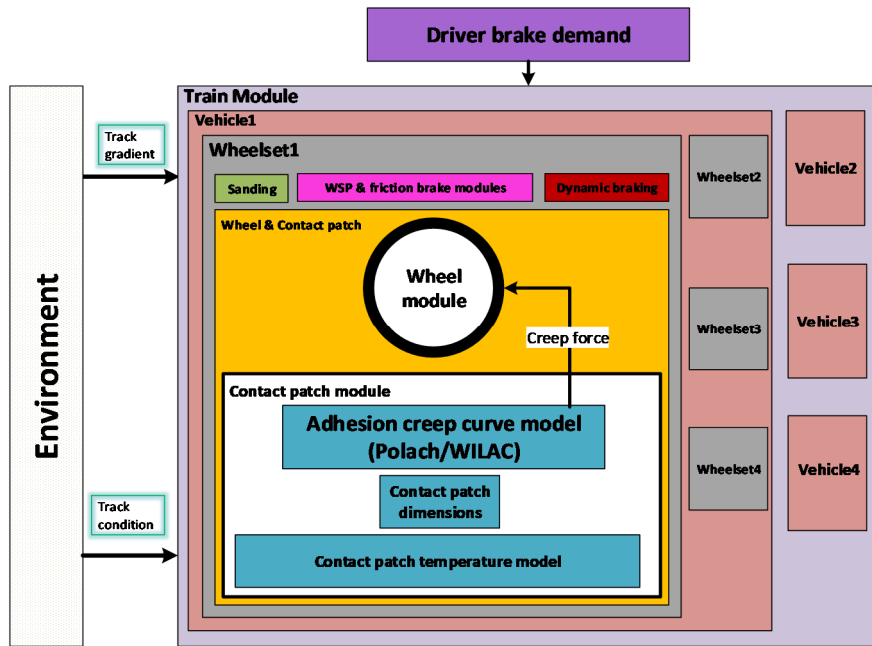 Driver brake demand
Train Module
Vehicle1
Track
gradient
Wheelset1
Sanding
WSP & friction brake modules
Dynamic braking
Wheelset2
Vehicle2
Wheel & Contact patch
Wheel
module
Environment
Creep force
Wheelset3
Vehicle3
Contact patch module
Adhesion creep curve model
(Polach/WILAC)
Wheelset4
Vehicle4
Contact patch
dimensions
Track
condition
Contact patch temperature model